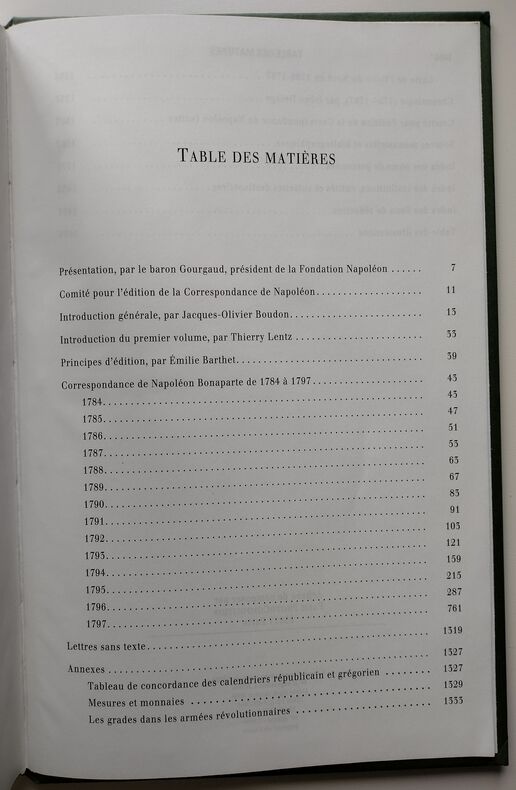 TABLE DES MATIÈRES
Présentation, par le baron Gourgaud, président de la Fondation Napoléon ...... 7
Comité pour l'édition de la Correspondance de Napoléon...... 11
Introduction générale, par Jacques-Olivier Boudon...... 13
Introduction du premier volume, par Thierry Lentz ...... 33
Principes d'édition, par Émilie Barthet...... 39
Correspondance de Napoléon Bonaparte de 1784 à 1797...... 43
1784...... 43
1785...... 47
1786...... 51
1787...... 53
1788...... 63
1789...... 67
1790...... 83
1791...... 91
1792...... 103
1793...... 121
1794...... 159
1795...... 215
1796...... 287
1797...... 761
Lettres sans texte...... 1319
Annexes ...... 1327
Tableau de concordance des calendriers républicain et grégorien ...... 1327
Mesures et monnaies ...... 1329
Les grades dans les armées révolutionnaires ...... 1333